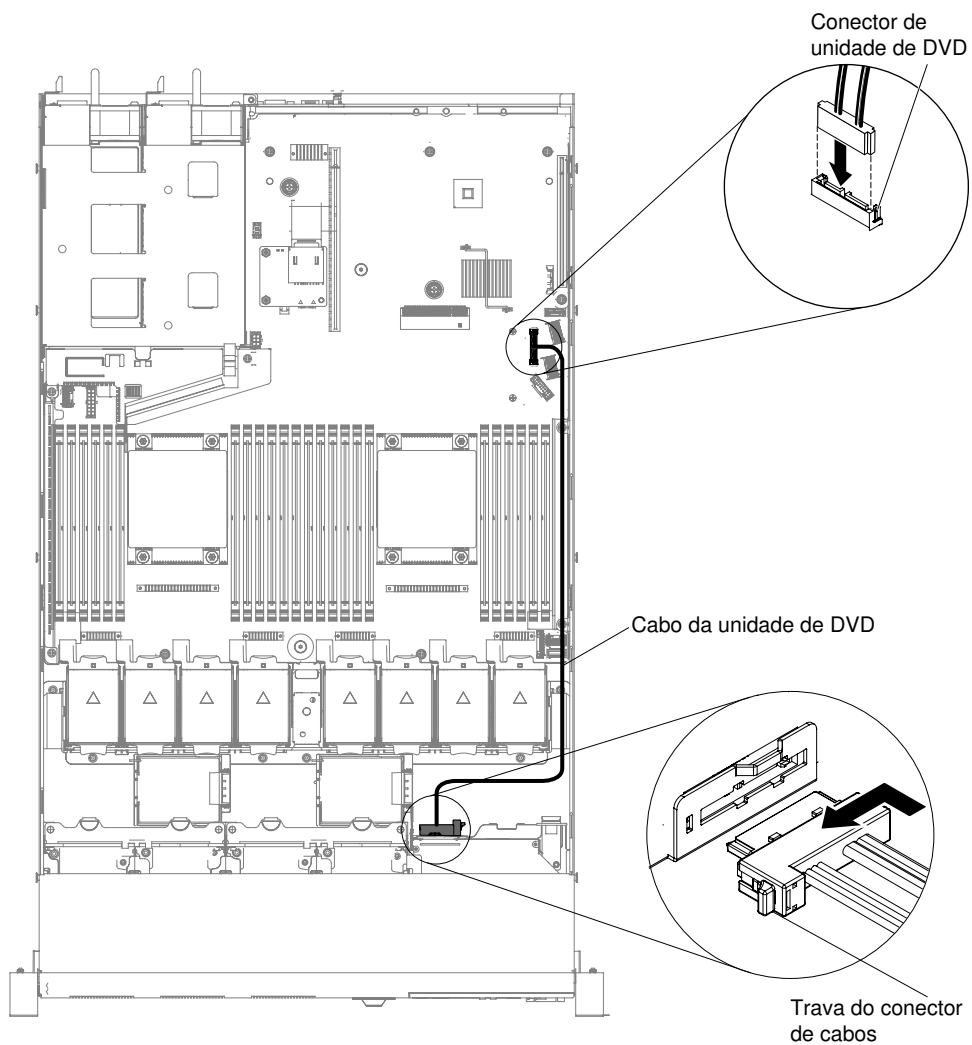 Conector de
unidade de DVD
Cabo da unidade de DVD
Trava do conector
de cabos